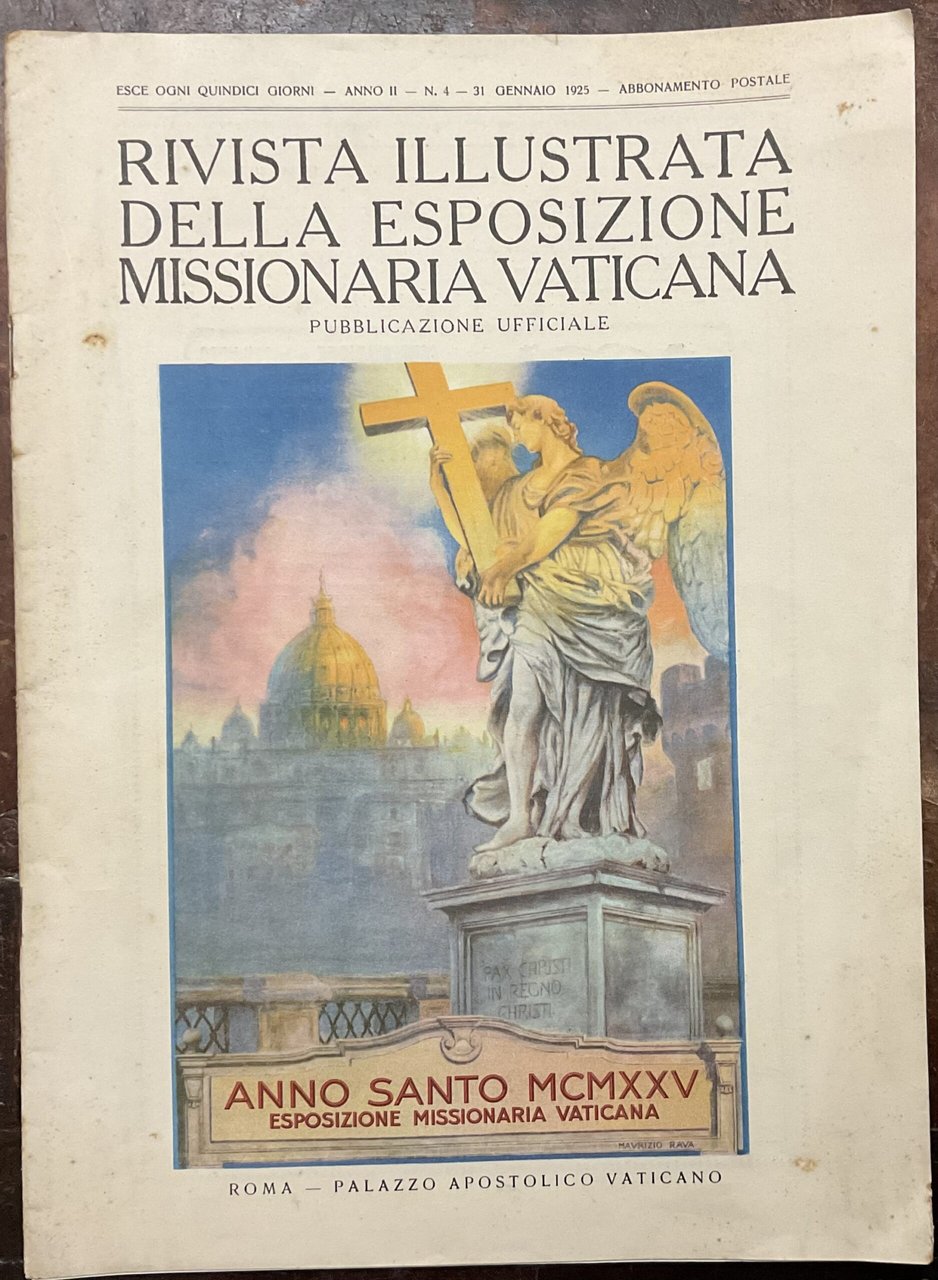 ESCE OGNI QUINDICI GIORNI — ANNO II — N. 4 — 31 GENNAIO 1925 — ABBONAMENTO POSTALE
RIVISTA ILLUSTRATA
DELLA ESPOSIZIONE
MISSIONARIA VATICANA
PUBBLICAZIONE UFFICIALE
PAX CHRISTI
IN REGNO
CHRISTI
ANNO SANTO MCMXXV
ESPOSIZIONE MISSIONARIA VATICANA
MAVRIZIO RAVA
ROMA — PALAZZO APOSTOLICO VATICANO